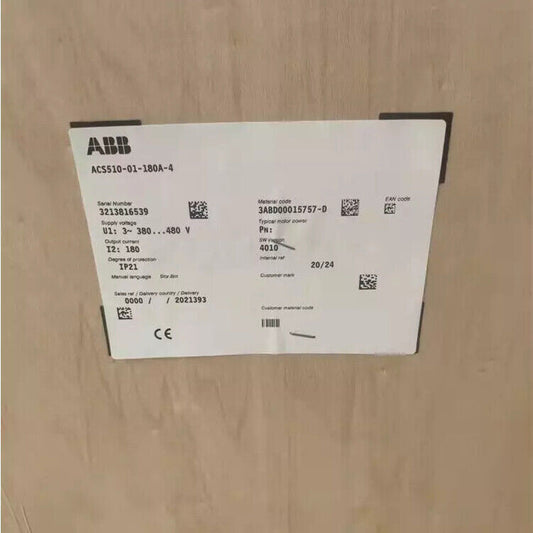 ABB
ACS510-01-180A-4
Serial Number
3213816539
Supply voltage
U1: 3~ 380...480 V
Output current
I2: 180
Degree of protection
IP21
Manual language
Sales ref / Delivery country / Delivery
0000 / / 2021393
CE
Material code
3ABD00015757-D
EAN code
Typical motor power
PN:
SW version
4010
Internal ref
20/24
Customer mark
Customer material code